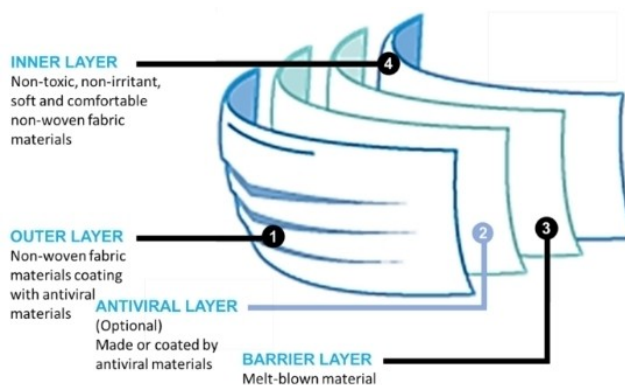 INNER LAYER
Non-toxic, non-irritant,
soft and comfortable
non-woven fabric
materials
4
OUTER LAYER
Non-woven fabric
materials coating
with antiviral
materials
1
2
3
ANTIVIRAL LAYER
(Optional)
Made or coated by
antiviral materials
BARRIER LAYER
Melt-blown material